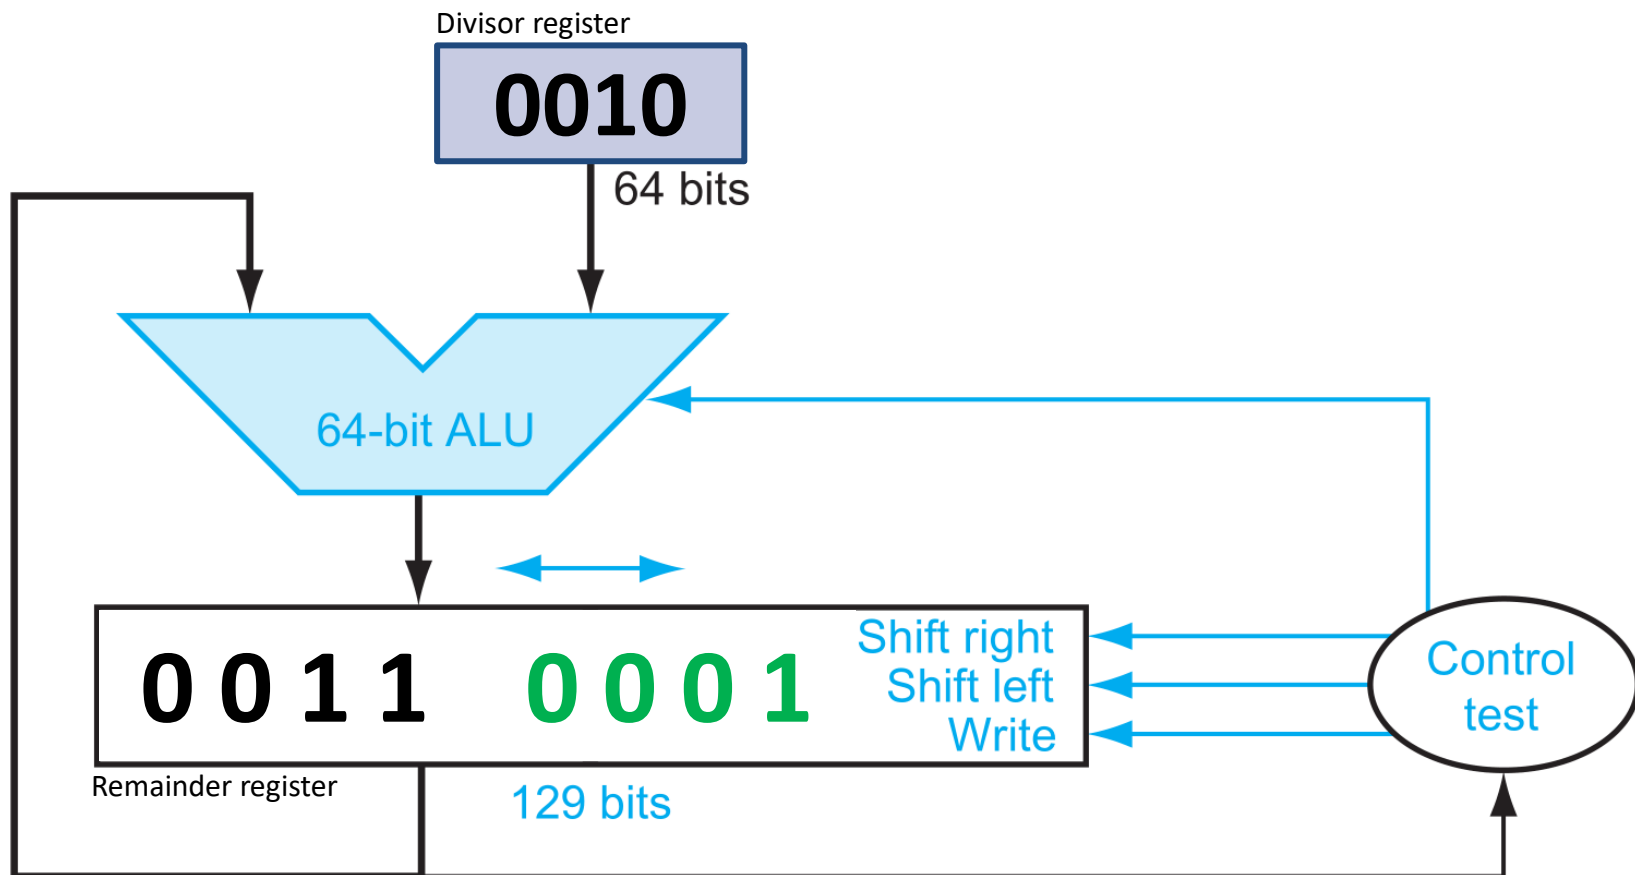 Divisor register
0010
64 bits
64-bit ALU
0 0 1 1 0 0 0 1
Shift right
Shift left
Write
Control
test
Remainder register
129 bits